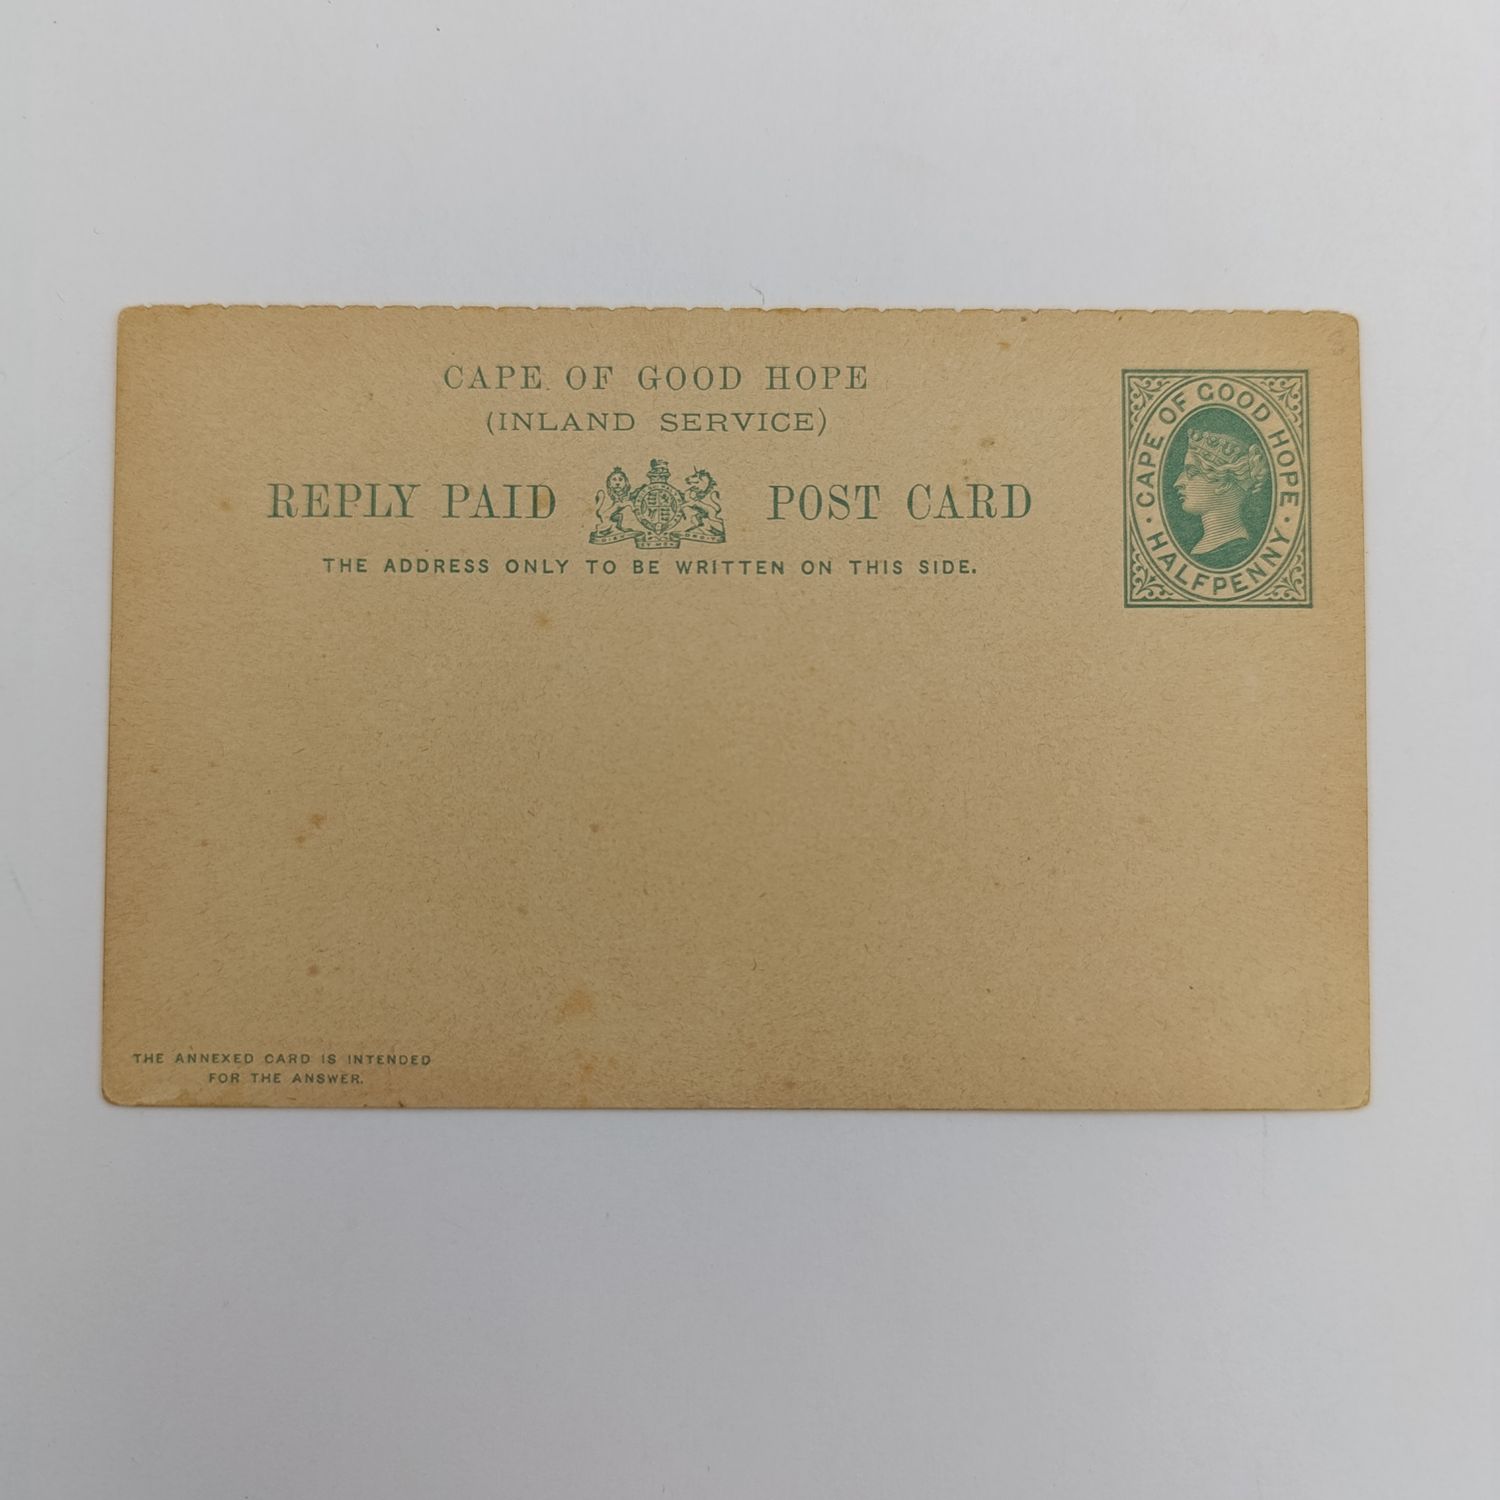 CAPE OF GOOD HOPE
(INLAND SERVICE)
REPLY PAID POST CARD
THE ADDRESS ONLY TO BE WRITTEN ON THIS SIDE.
CAPE OF GOOD HOPE
HALFPENNY
THE ANNEXED CARD IS INTENDED
FOR THE ANSWER.